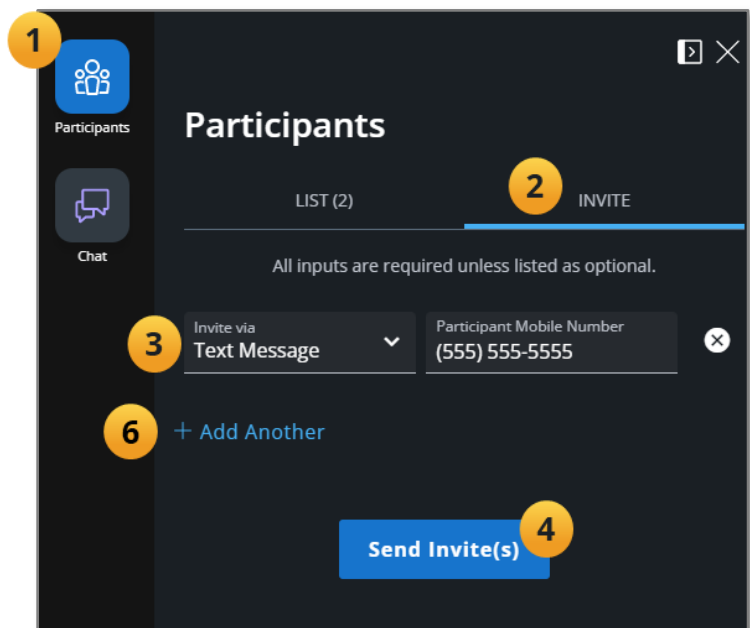 1
Participants
Participants
LIST (2)
2
INVITE
Chat
All inputs are required unless listed as optional.
3
Invite via
Text Message
Participant Mobile Number
(555) 555-5555
6
+ Add Another
4
Send Invite(s)